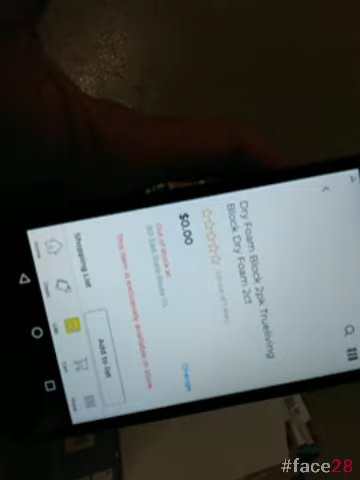 Dry Foam Block 2pk Trueliving
Block Dry Foam 2ct
$0.00
Out of stock at
Change
This item is exclusively available in store
Shopping List
Add to list
#face28